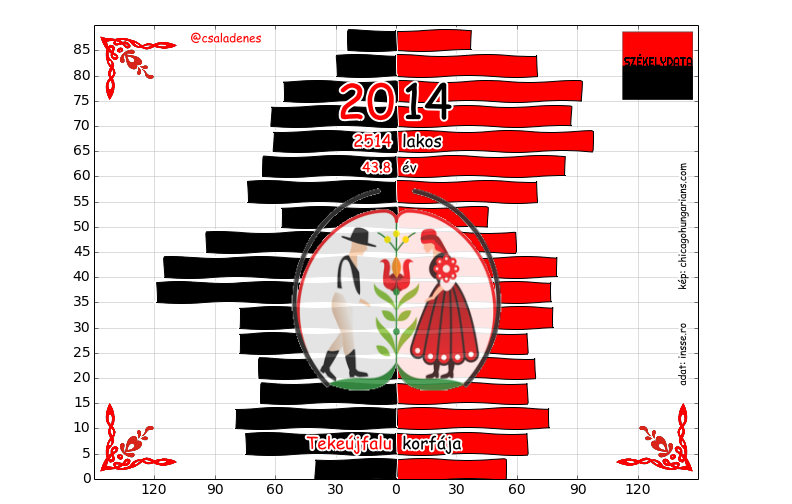 @csaladenes
SZÉKELYDATA
2014
2514 lakos
43.8 év
kép: chicagohungarians.com
adat: insse.ro
Tekeújfalu korfája
85
80
75
70
65
60
55
50
45
40
35
30
25
20
15
10
5
0
120 90 60 30 0 30 60 90 120